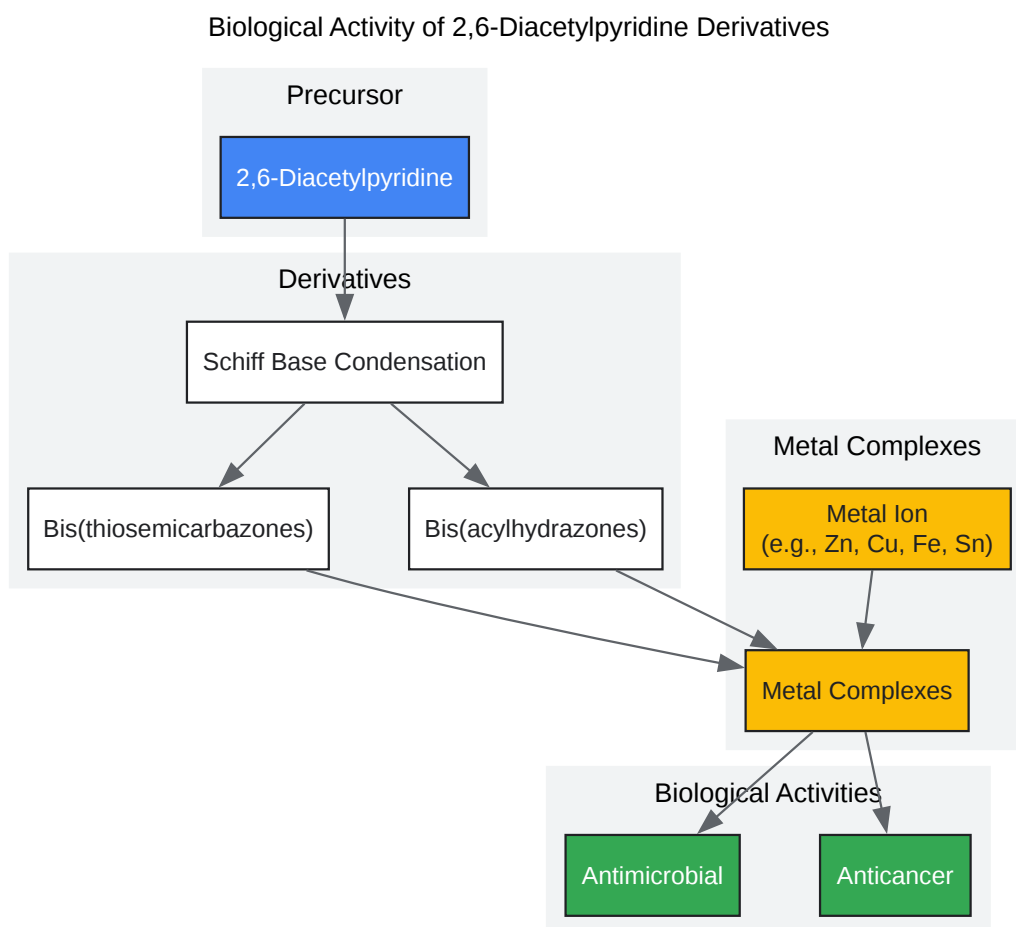 Biological Activity of 2,6-Diacetylpyridine Derivatives
Precursor
2,6-Diacetylpyridine
Derivatives
Schiff Base Condensation
Bis(thiosemicarbazones)
Bis(acylhydrazones)
Metal Complexes
Metal Ion
(e.g., Zn, Cu, Fe, Sn)
Metal Complexes
Biological Activities
Antimicrobial
Anticancer